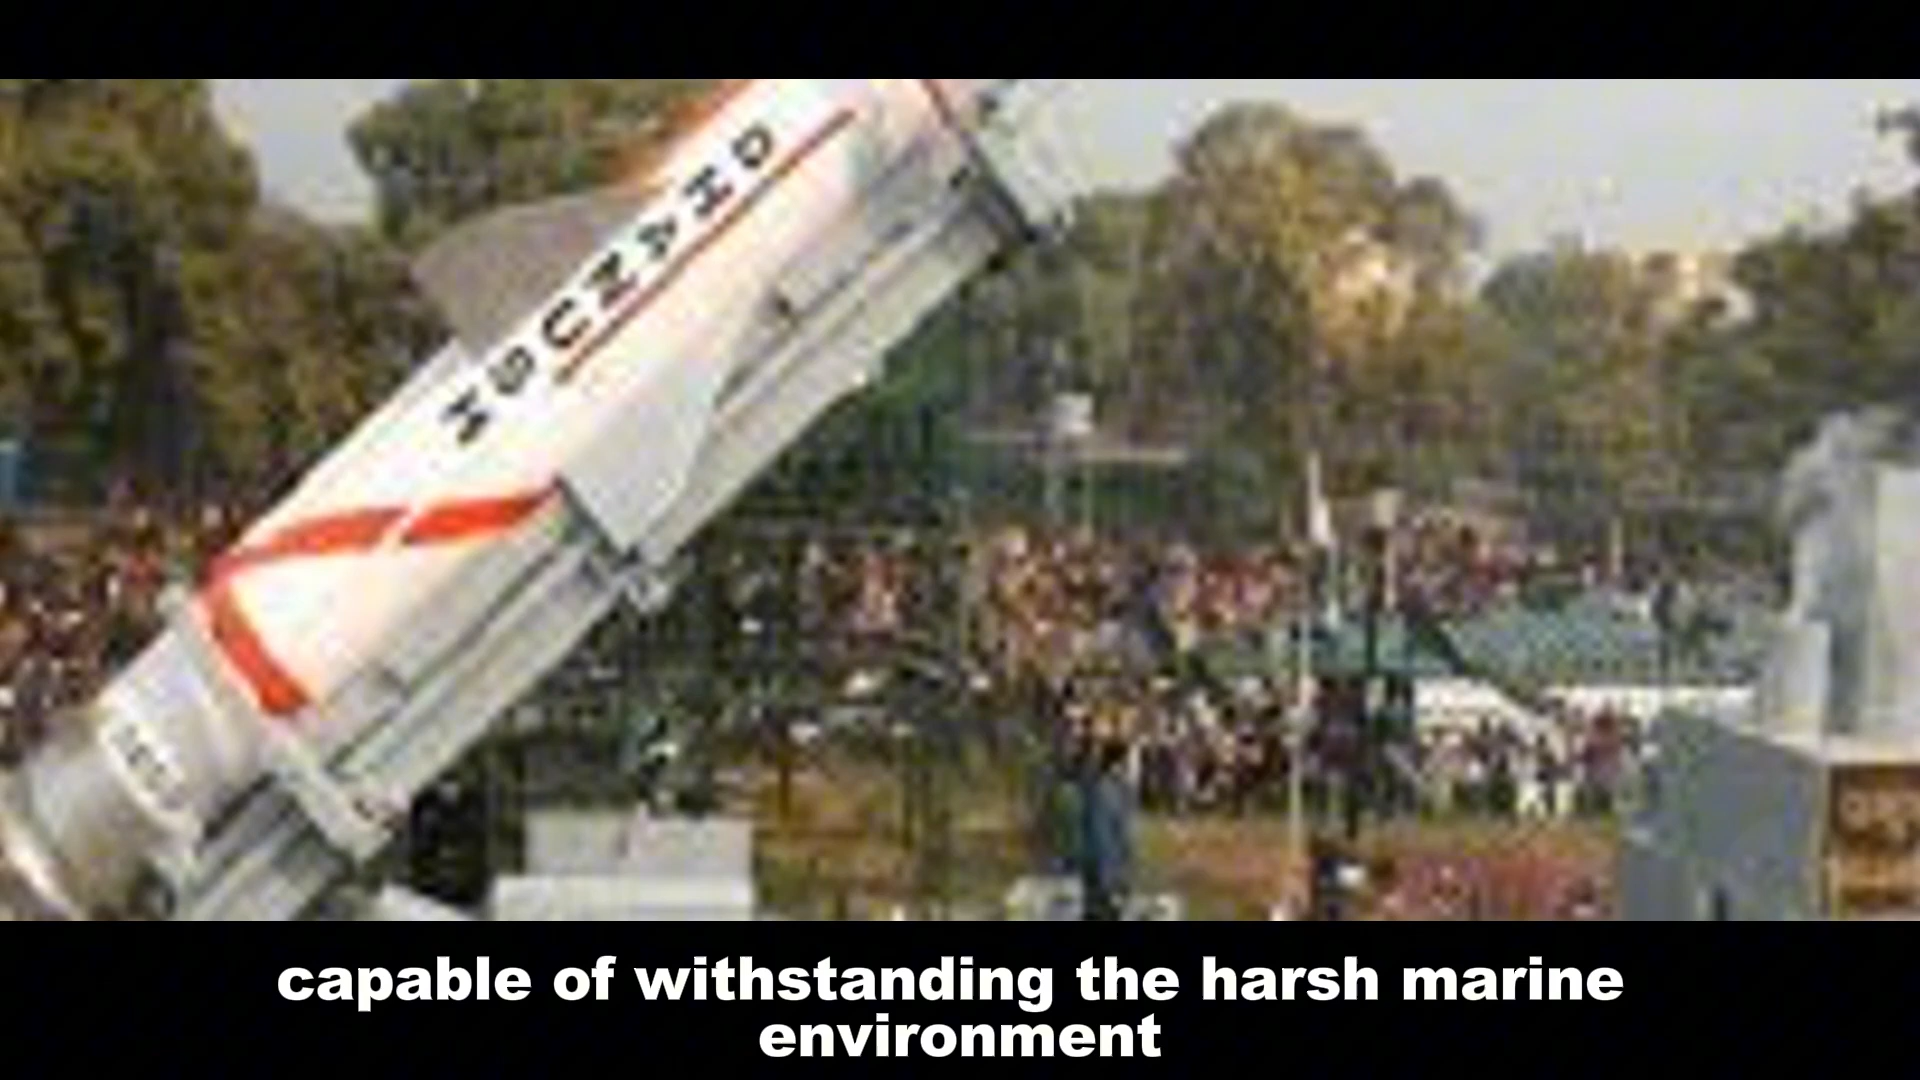 DHANUSH
capable of withstanding the harsh marine
environment